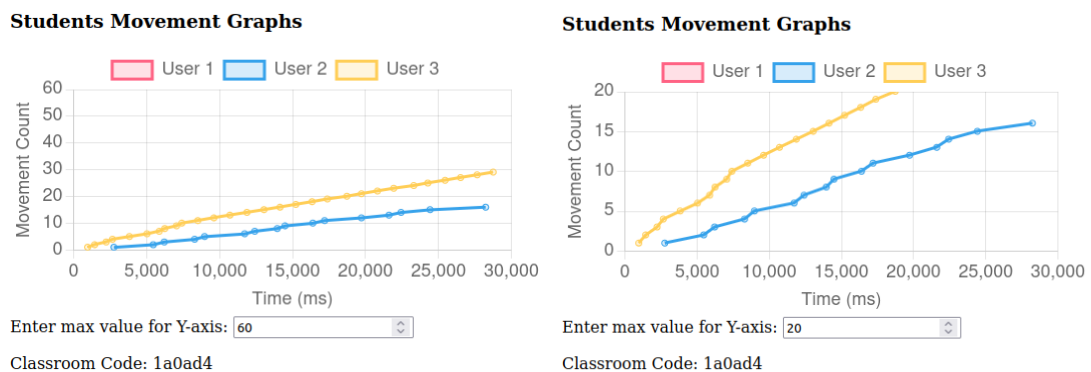 Students Movement Graphs
User 1 User 2 User 3
Movement Count
60
50
40
30
20
10
0
0 5,000 10,000 15,000 20,000 25,000 30,000
Time (ms)
Enter max value for Y-axis: 60
Classroom Code: 1a0ad4
Students Movement Graphs
User 1 User 2 User 3
Movement Count
20
15
10
5
0
0 5,000 10,000 15,000 20,000 25,000 30,000
Time (ms)
Enter max value for Y-axis: 20
Classroom Code: 1a0ad4